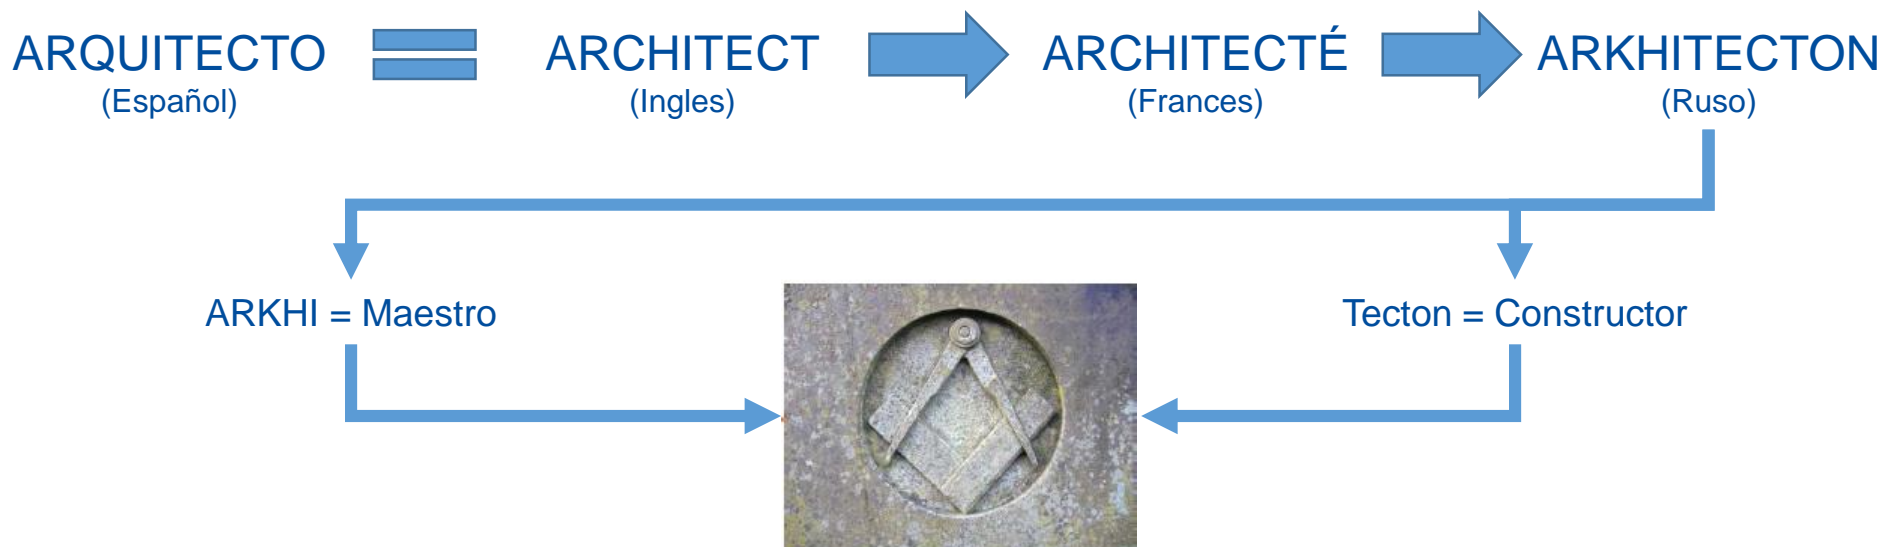 ARQUITECTO
(Español)
ARCHITECT
(Ingles)
ARCHITECTÉ
(Frances)
ARKHITECTON
(Ruso)
ARKHI = Maestro
Tecton = Constructor